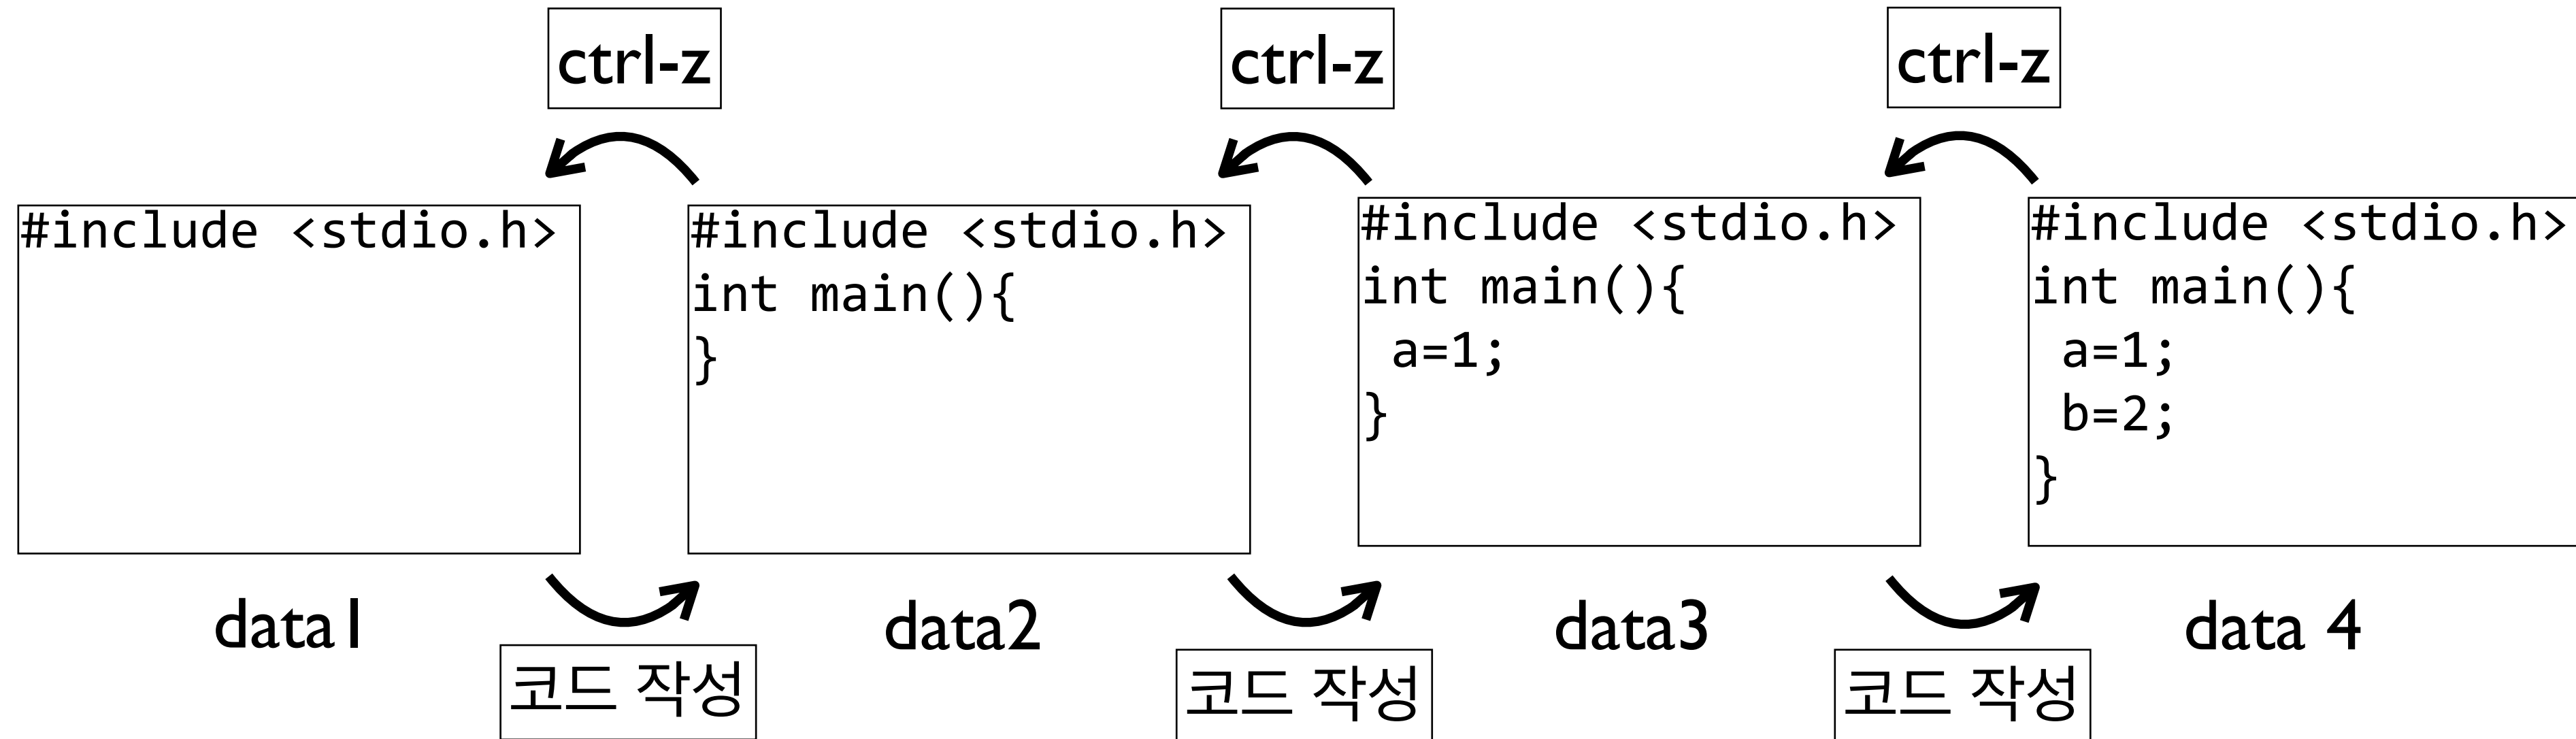 ctrl-z
ctrl-z
ctrl-z
#include <stdio.h>
#include <stdio.h>
int main(){
}
#include <stdio.h>
int main(){
 a=1;
}
#include <stdio.h>
int main(){
 a=1;
 b=2;
}
data1
data2
data3
data 4
코드 작성
코드 작성
코드 작성